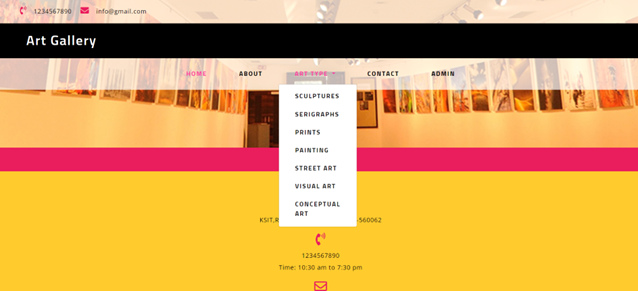 1234567890 info@gmail.com
Art Gallery
HOME ABOUT ART TYPE CONTACT ADMIN
SCULPTURES
SERIGRAPHS
PRINTS
PAINTING
STREET ART
VISUAL ART
CONCEPTUAL
ART
KSIT,R -560062
1234567890
Time: 10:30 am to 7:30 pm